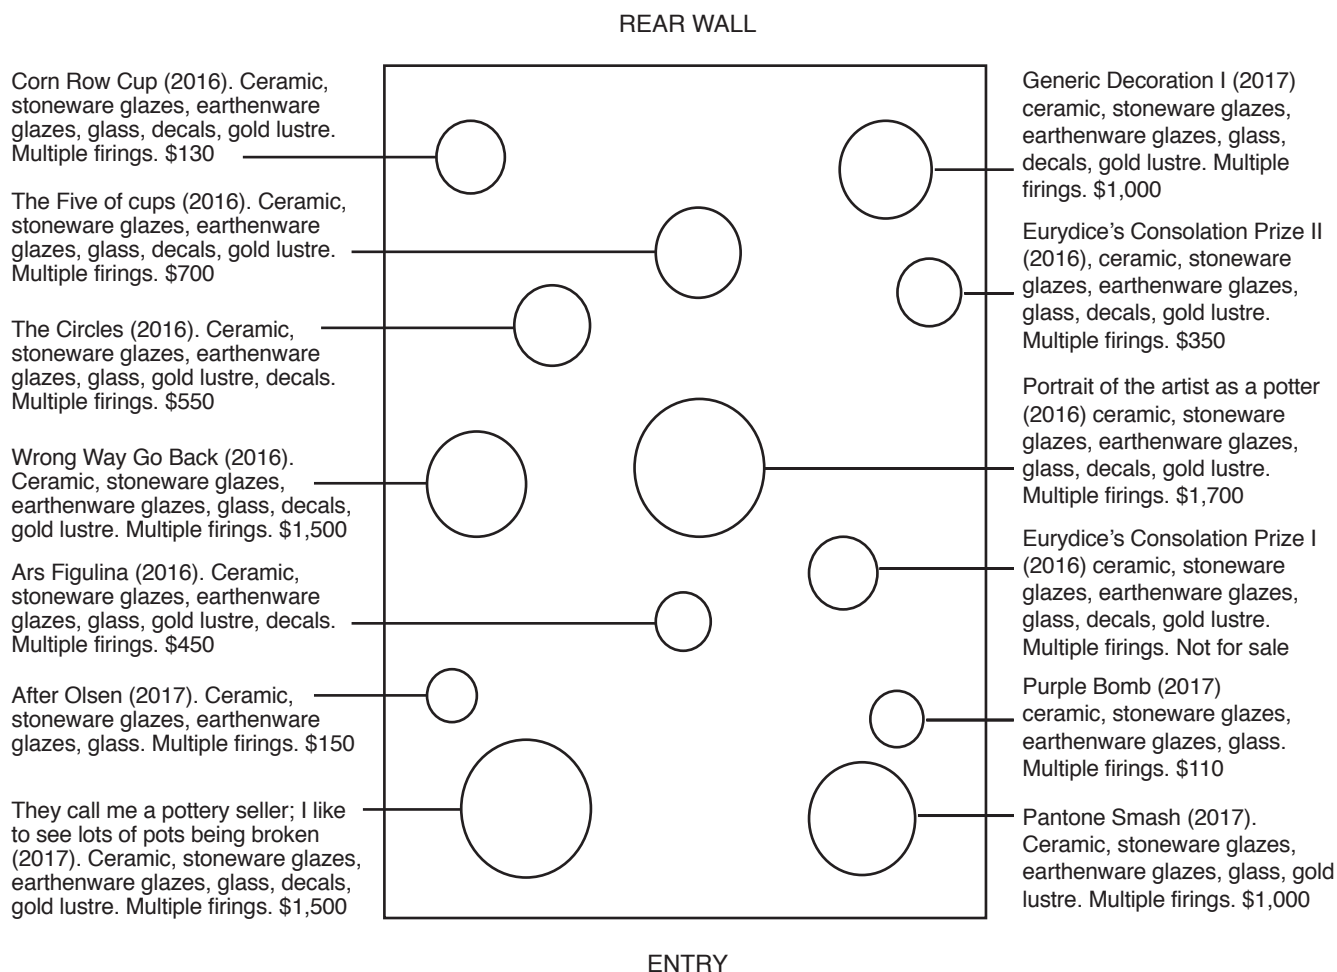 REAR WALL
Corn Row Cup (2016). Ceramic,
stoneware glazes, earthenware
glazes, glass, decals, gold lustre.
Multiple firings. $130
The Five of cups (2016). Ceramic,
stoneware glazes, earthenware
glazes, glass, decals, gold lustre.
Multiple firings. $700
The Circles (2016). Ceramic,
stoneware glazes, earthenware
glazes, glass, gold lustre, decals.
Multiple firings. $550
Wrong Way Go Back (2016).
Ceramic, stoneware glazes,
earthenware glazes, glass, decals,
gold lustre. Multiple firings. $1,500
Ars Figulina (2016). Ceramic,
stoneware glazes, earthenware
glazes, glass, gold lustre, decals.
Multiple firings. $450
After Olsen (2017). Ceramic,
stoneware glazes, earthenware
glazes, glass. Multiple firings. $150
They call me a pottery seller; I like
to see lots of pots being broken
(2017). Ceramic, stoneware glazes,
earthenware glazes, glass, decals,
gold lustre. Multiple firings. $1,500
Generic Decoration I (2017)
ceramic, stoneware glazes,
earthenware glazes, glass,
decals, gold lustre. Multiple
firings. $1,000
Eurydice’s Consolation Prize II
(2016), ceramic, stoneware
glazes, earthenware glazes,
glass, decals, gold lustre.
Multiple firings. $350
Portrait of the artist as a potter
(2016) ceramic, stoneware
glazes, earthenware glazes,
glass, decals, gold lustre.
Multiple firings. $1,700
Eurydice’s Consolation Prize I
(2016) ceramic, stoneware
glazes, earthenware glazes,
glass, decals, gold lustre.
Multiple firings. Not for sale
Purple Bomb (2017)
ceramic, stoneware glazes,
earthenware glazes, glass.
Multiple firings. $110
Pantone Smash (2017).
Ceramic, stoneware glazes,
earthenware glazes, glass, gold
lustre. Multiple firings. $1,000
ENTRY